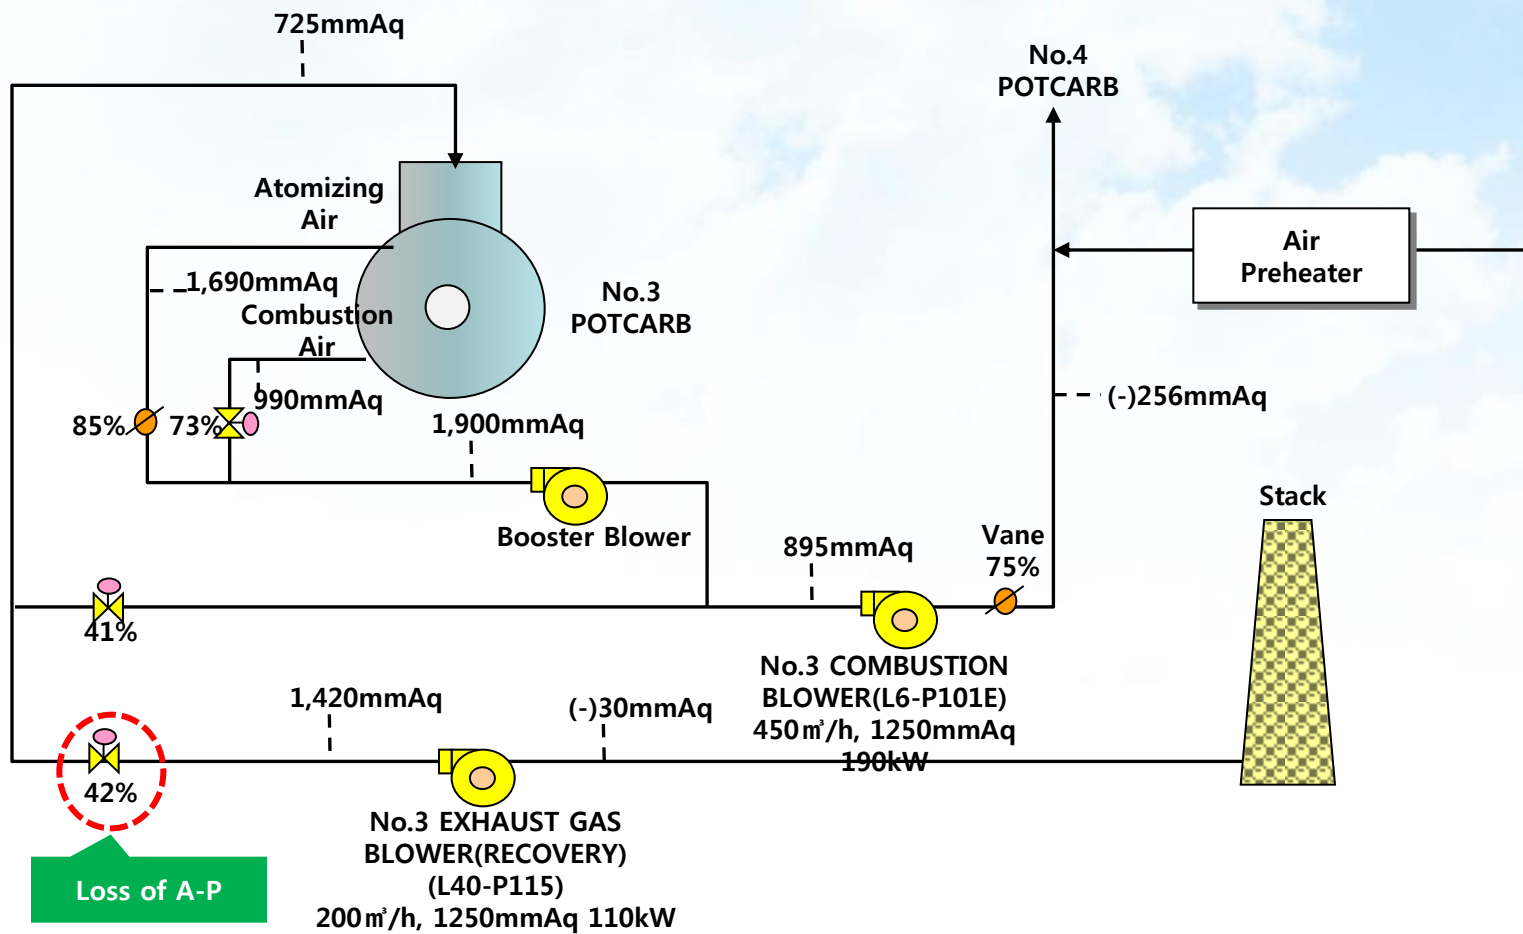 725mmAq
No.4
POTCARB
Atomizing
Air
Air
Preheater
1,690mmAq
Combustion
Air
No.3
POTCARB
990mmAq
(-)256mmAq
85%
73%
1,900mmAq
Stack
Booster Blower
895mmAq
Vane
75%
41%
No.3 COMBUSTION
BLOWER(L6-P101E)
450㎥/h, 1250mmAq
190kW
1,420mmAq
(-)30mmAq
42%
No.3 EXHAUST GAS
BLOWER(RECOVERY)
(L40-P115)
200㎥/h, 1250mmAq 110kW
Loss of A-P